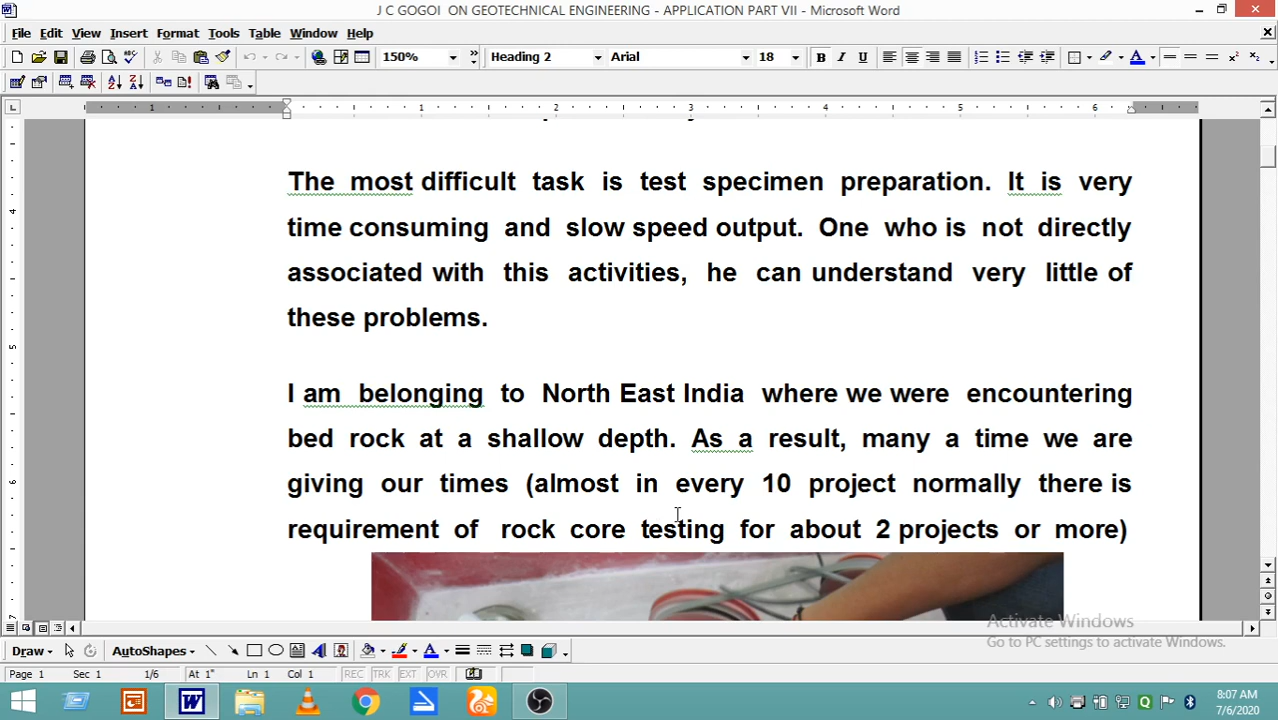 J C GOGOI ON GEOTECHNICAL ENGINEERING - APPLICATION PART VII - Microsoft Word
File Edit View Insert Format Tools Table Window Help
150% Heading 2 Arial 18 B I U
1 1 2 3 4 5 6
The most difficult task is test specimen preparation. It is very
time consuming and slow speed output. One who is not directly
associated with this activities, he can understand very little of
these problems.
I am belonging to North East India where we were encountering
bed rock at a shallow depth. As a result, many a time we are
giving our times (almost in every 10 project normally there is
requirement of rock core testing for about 2 projects or more)
Activate Windows
Go to PC settings to activate Windows.
Draw AutoShapes
Page 1 Sec 1 1/6 At 1" Ln 1 Col 1 REC TRK EXT OVR
8:07 AM
7/6/2020